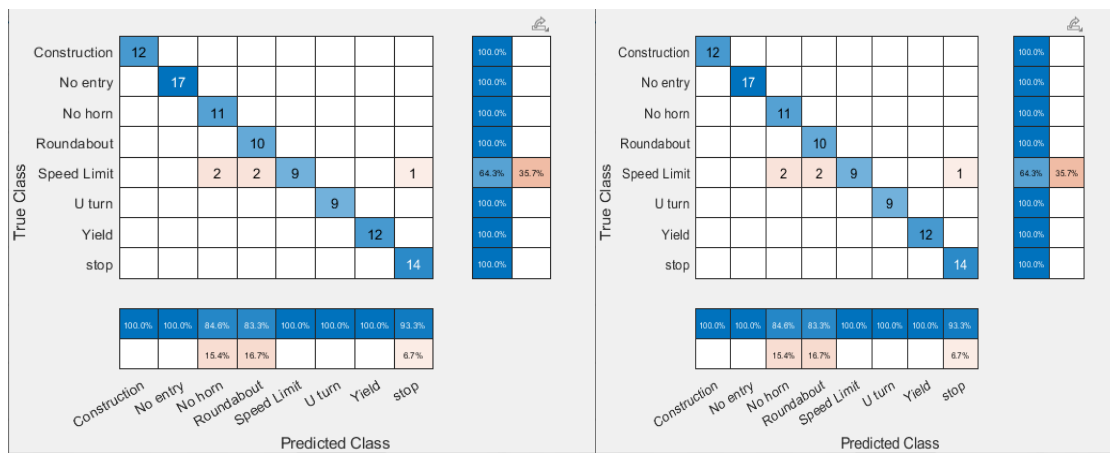 Construction 12 100.0%
No entry 17 100.0%
No horn 11 100.0%
Roundabout 10 100.0%
Speed Limit 2 2 9 1 64.3% 35.7%
U turn 9 100.0%
Yield 12 100.0%
stop 14 100.0%
True Class
100.0% 100.0% 84.6% 83.3% 100.0% 100.0% 100.0% 93.3%
15.4% 16.7% 6.7%
Construction No entry No horn Roundabout Speed Limit U turn Yield stop
Predicted Class
Construction 12 100.0%
No entry 17 100.0%
No horn 11 100.0%
Roundabout 10 100.0%
Speed Limit 2 2 9 1 64.3% 35.7%
U turn 9 100.0%
Yield 12 100.0%
stop 14 100.0%
True Class
100.0% 100.0% 84.6% 83.3% 100.0% 100.0% 100.0% 93.3%
15.4% 16.7% 6.7%
Construction No entry No horn Roundabout Speed Limit U turn Yield stop
Predicted Class